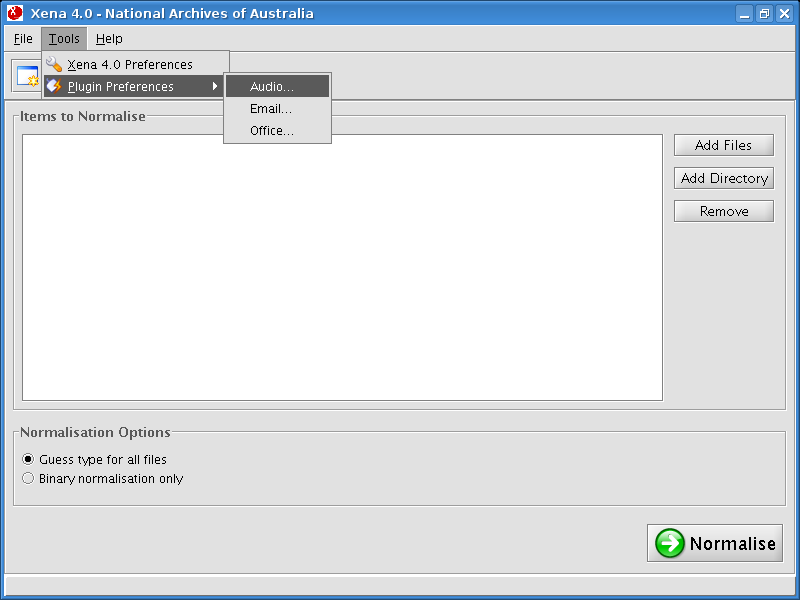 Xena 4.0 - National Archives of Australia
File Tools Help
Xena 4.0 Preferences
Plugin Preferences
Audio...
Email...
Office...
Items to Normalise
Add Files
Add Directory
Remove
Normalisation Options
Guess type for all files
Binary normalisation only
Normalise